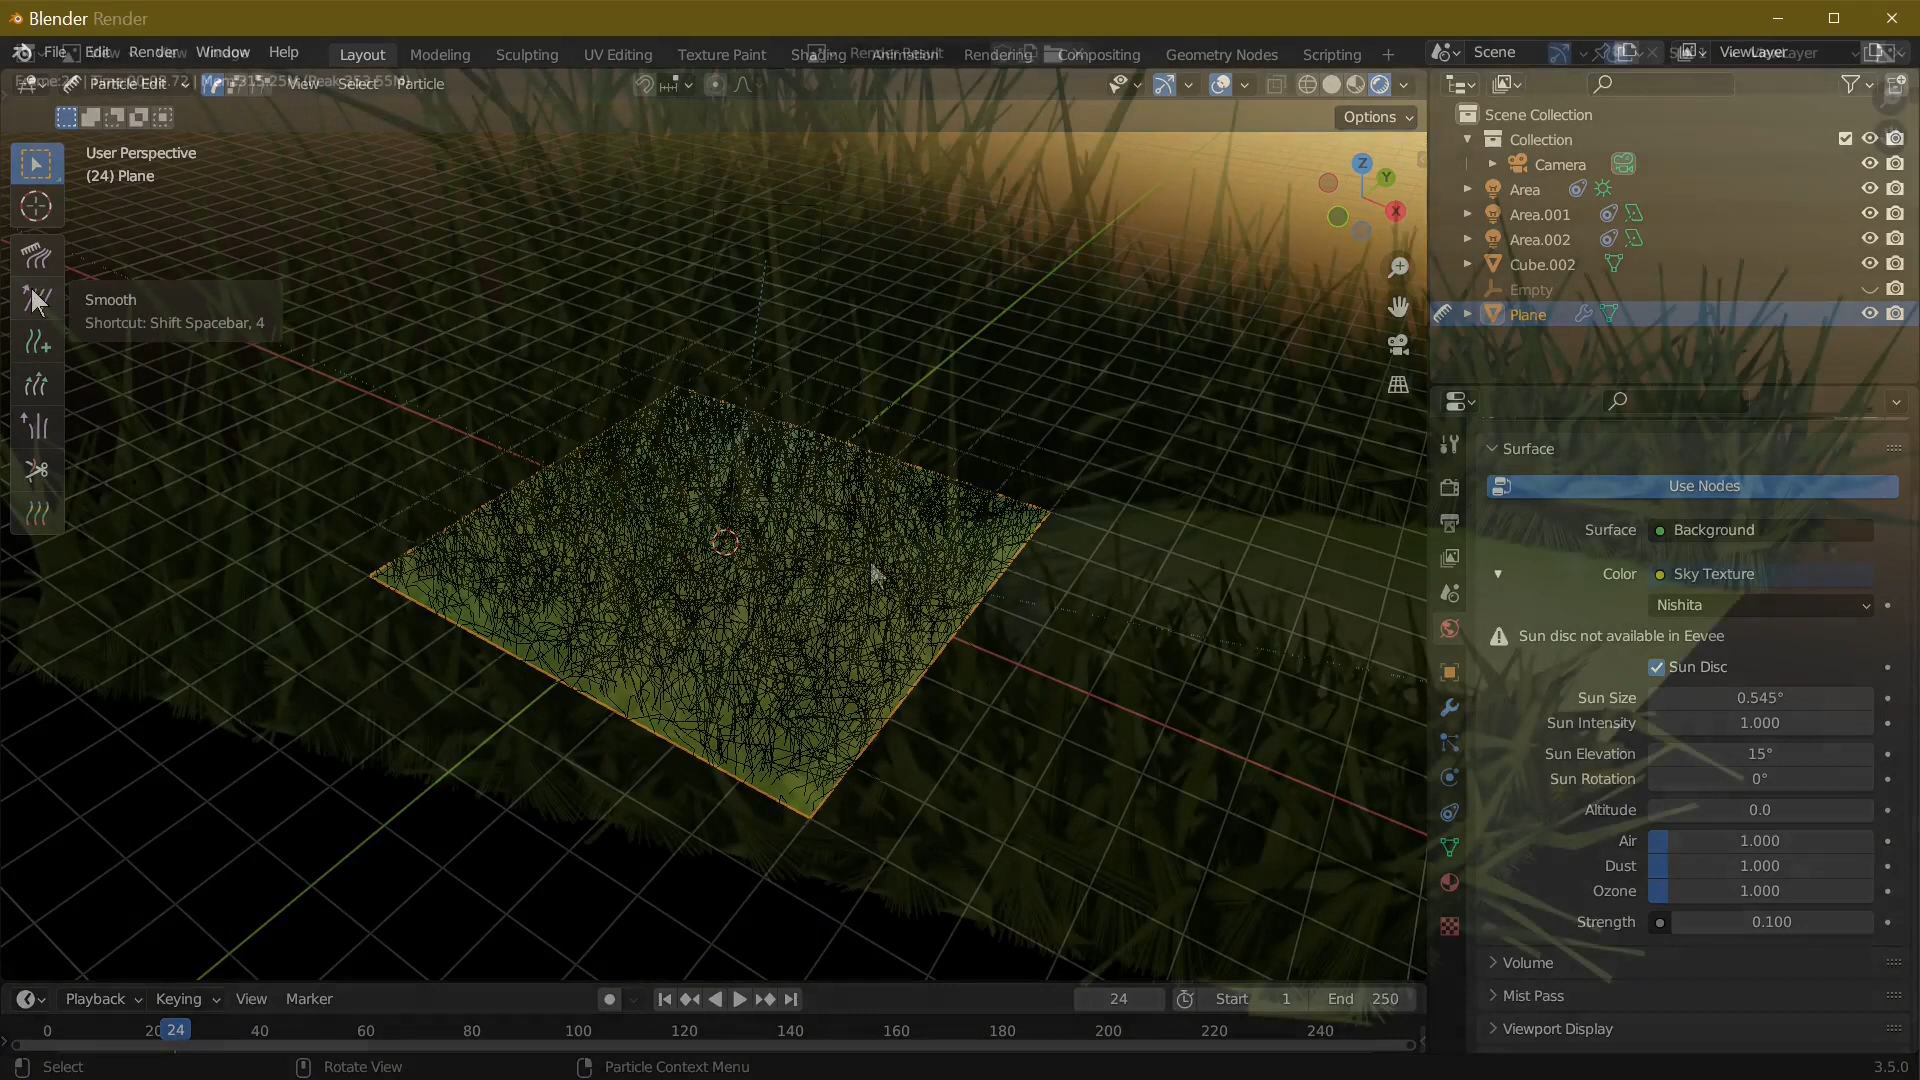 Blender Render
File Edit Render Window Help
Layout Modeling Sculpting UV Editing Texture Paint Shading Animation Rendering Compositing Geometry Nodes Scripting +
Scene
ViewLayer
Particle Edit View Select Particle
Options
User Perspective
(24) Plane
Z
Y
X
Smooth
Shortcut: Shift Spacebar, 4
Scene Collection
Collection
Camera
Area
Area.001
Area.002
Cube.002
Empty
Plane
Surface
Use Nodes
Surface Background
Color Sky Texture
Nishita
Sun disc not available in Eevee
Sun Disc
Sun Size 0.545°
Sun Intensity 1.000
Sun Elevation 15°
Sun Rotation 0°
Altitude 0.0
Air 1.000
Dust 1.000
Ozone 1.000
Strength 0.100
Volume
Mist Pass
Viewport Display
Playback Keying View Marker
24 Start 1 End 250
0 20 24 40 60 80 100 120 140 160 180 200 220 240
Select Rotate View Particle Context Menu 3.5.0